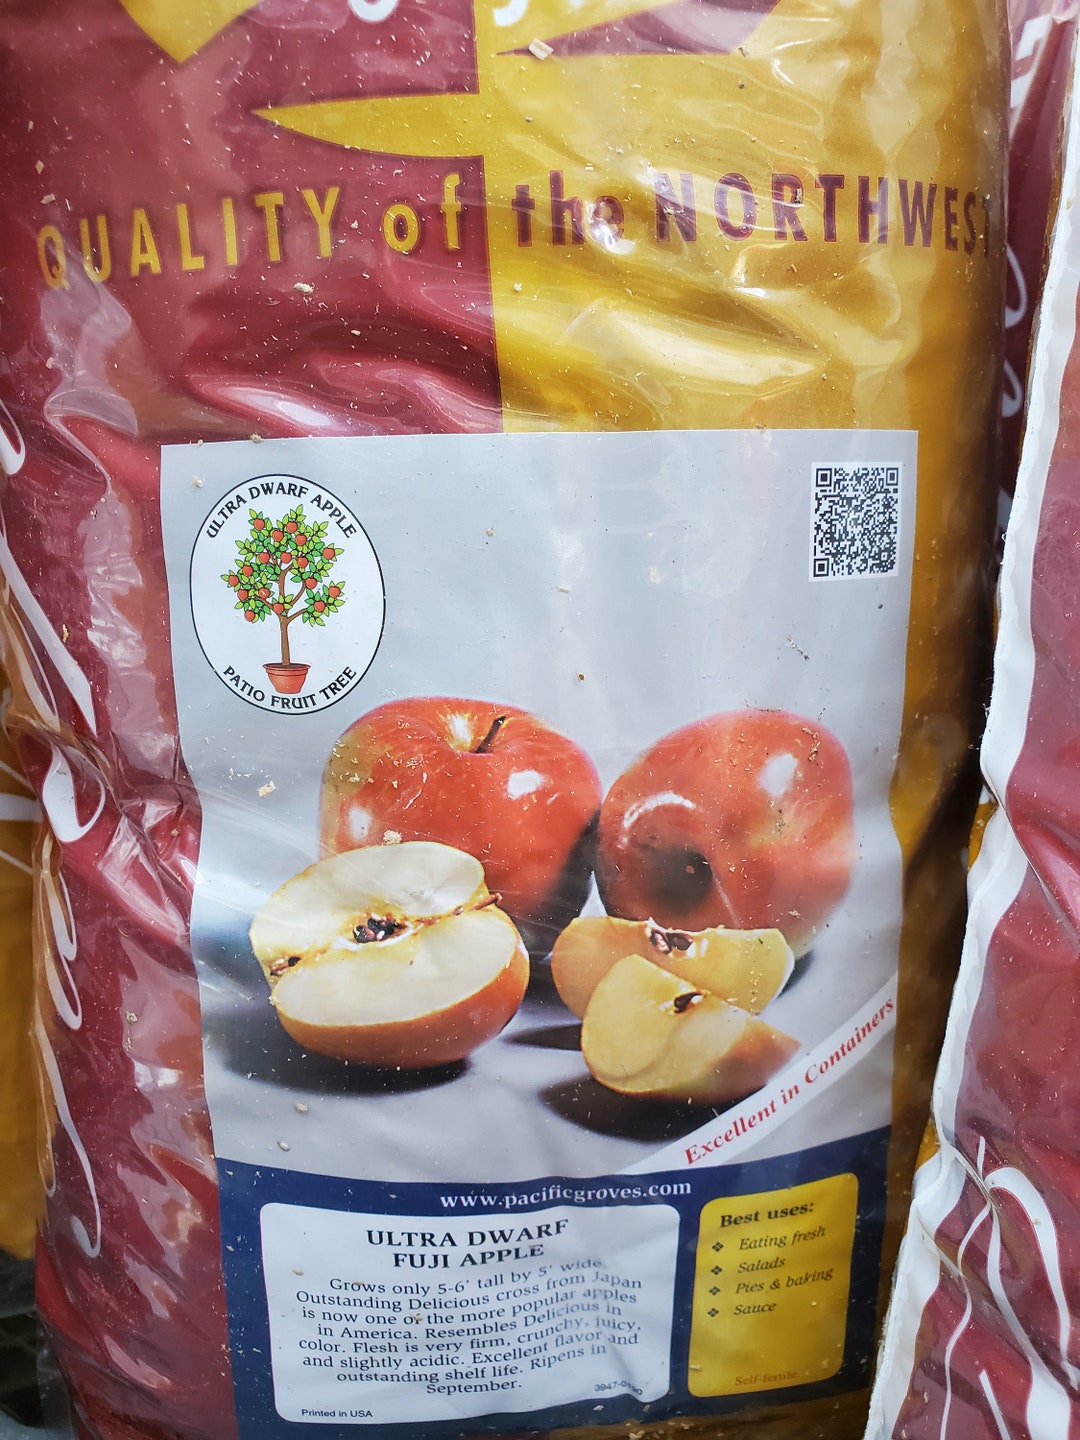 QUALITY of the NORTHWEST
ULTRA DWARF APPLE
PATIO FRUIT TREE
Excellent in Containers
www.pacificgroves.com
ULTRA DWARF
FUJI APPLE
Grows only 5-6' tall by 5' wide.
Outstanding Delicious cross from Japan
is now one of the more popular apples
in America. Resembles Delicious in
color. Flesh is very firm, crunchy, juicy,
and slightly acidic. Excellent flavor and
outstanding shelf life. Ripens in
September.
Printed in USA
Best uses:
❖ Eating fresh
❖ Salads
❖ Pies & baking
❖ Sauce
Self-fertile